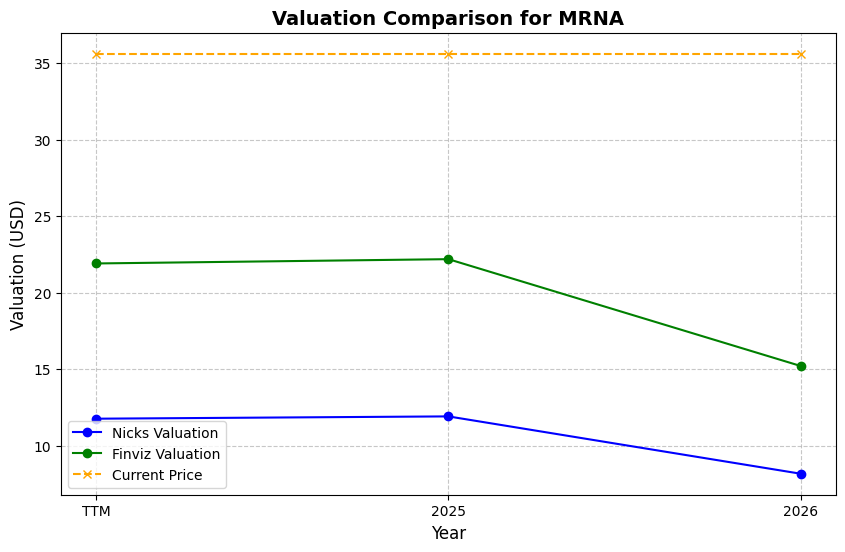 Valuation Comparison for MRNA
Valuation (USD)
35
30
25
20
15
10
Nicks Valuation
Finviz Valuation
Current Price
TTM
2025
2026
Year